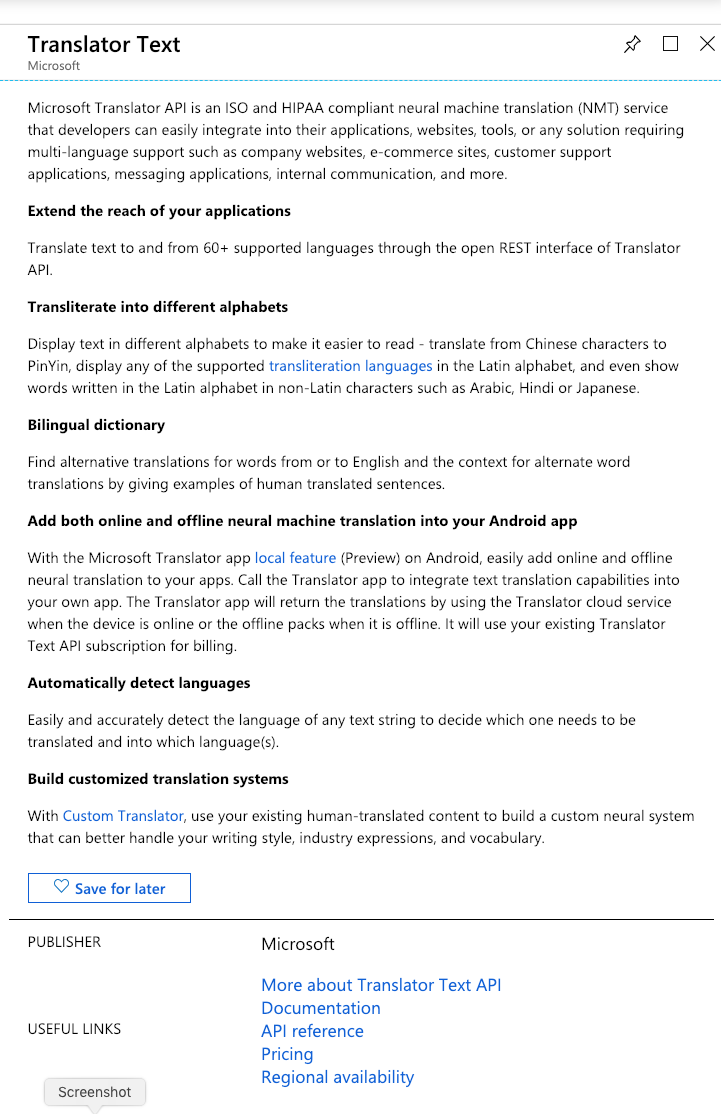 Translator Text
Microsoft
Microsoft Translator API is an ISO and HIPAA compliant neural machine translation (NMT) service
that developers can easily integrate into their applications, websites, tools, or any solution requiring
multi-language support such as company websites, e-commerce sites, customer support
applications, messaging applications, internal communication, and more.
Extend the reach of your applications
Translate text to and from 60+ supported languages through the open REST interface of Translator
API.
Transliterate into different alphabets
Display text in different alphabets to make it easier to read - translate from Chinese characters to
PinYin, display any of the supported transliteration languages in the Latin alphabet, and even show
words written in the Latin alphabet in non-Latin characters such as Arabic, Hindi or Japanese.
Bilingual dictionary
Find alternative translations for words from or to English and the context for alternate word
translations by giving examples of human translated sentences.
Add both online and offline neural machine translation into your Android app
With the Microsoft Translator app local feature (Preview) on Android, easily add online and offline
neural translation to your apps. Call the Translator app to integrate text translation capabilities into
your own app. The Translator app will return the translations by using the Translator cloud service
when the device is online or the offline packs when it is offline. It will use your existing Translator
Text API subscription for billing.
Automatically detect languages
Easily and accurately detect the language of any text string to decide which one needs to be
translated and into which language(s).
Build customized translation systems
With Custom Translator, use your existing human-translated content to build a custom neural system
that can better handle your writing style, industry expressions, and vocabulary.
Save for later
PUBLISHER
Microsoft
USEFUL LINKS
More about Translator Text API
Documentation
API reference
Pricing
Regional availability
Screenshot